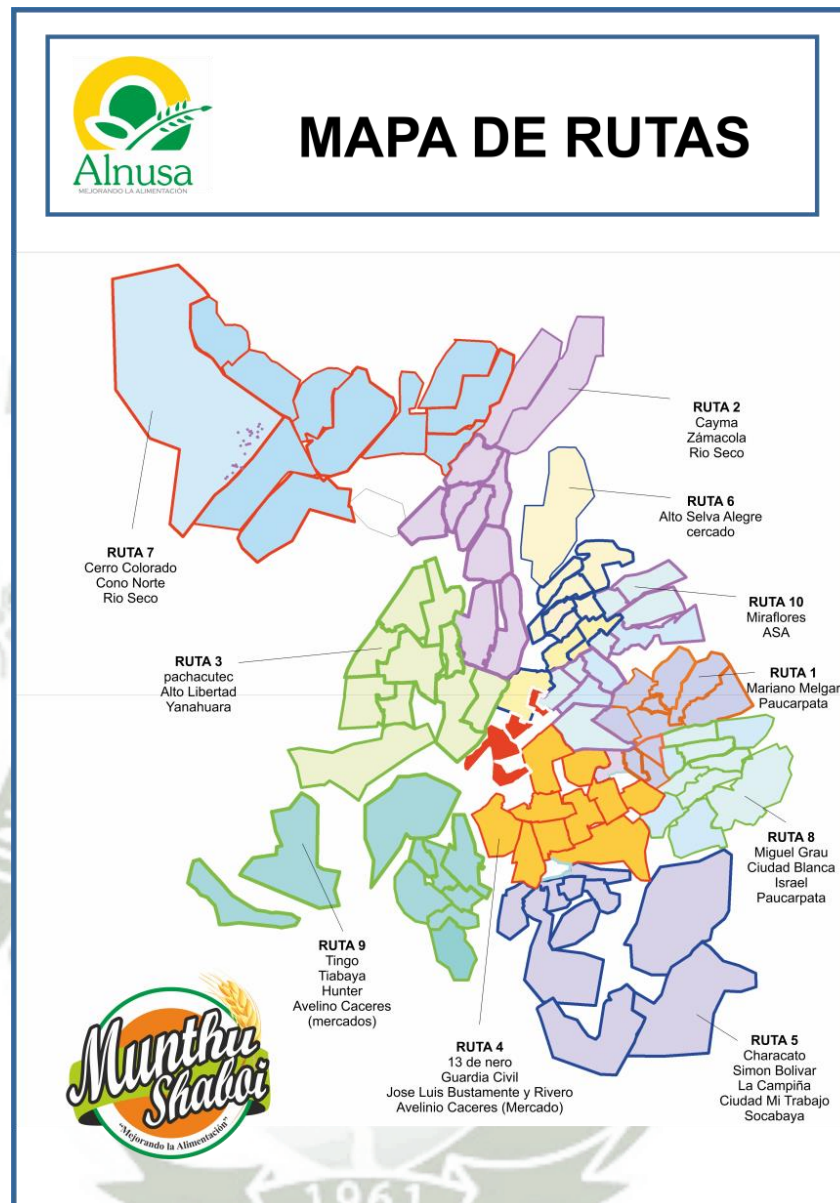 Alnusa
MEJORANDO LA ALIMENTACIÓN
MAPA DE RUTAS
RUTA 2
Cayma
Zámacola
Rio Seco
RUTA 6
Alto Selva Alegre
cercado
RUTA 7
Cerro Colorado
Cono Norte
Rio Seco
RUTA 10
Miraflores
ASA
RUTA 3
pachacutec
Alto Libertad
Yanahuara
RUTA 1
Mariano Melgar
Paucarpata
RUTA 8
Miguel Grau
Ciudad Blanca
Israel
Paucarpata
RUTA 9
Tingo
Tiabaya
Hunter
Avelino Caceres
(mercados)
RUTA 4
13 de nero
Guardia Civil
Jose Luis Bustamente y Rivero
Avelinio Caceres (Mercado)
RUTA 5
Characato
Simon Bolivar
La Campiña
Ciudad Mi Trabajo
Socabaya
Munthu
Shaboi
"Mejorando la Alimentación"
1961